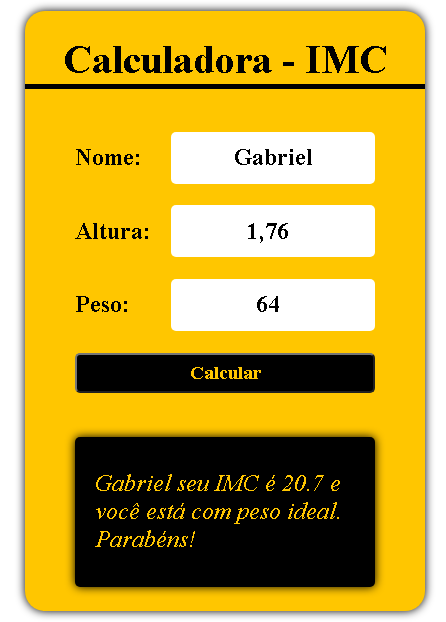 Calculadora - IMC
Nome: Gabriel
Altura: 1,76
Peso: 64
Calcular
Gabriel seu IMC é 20.7 e
você está com peso ideal.
Parabéns!